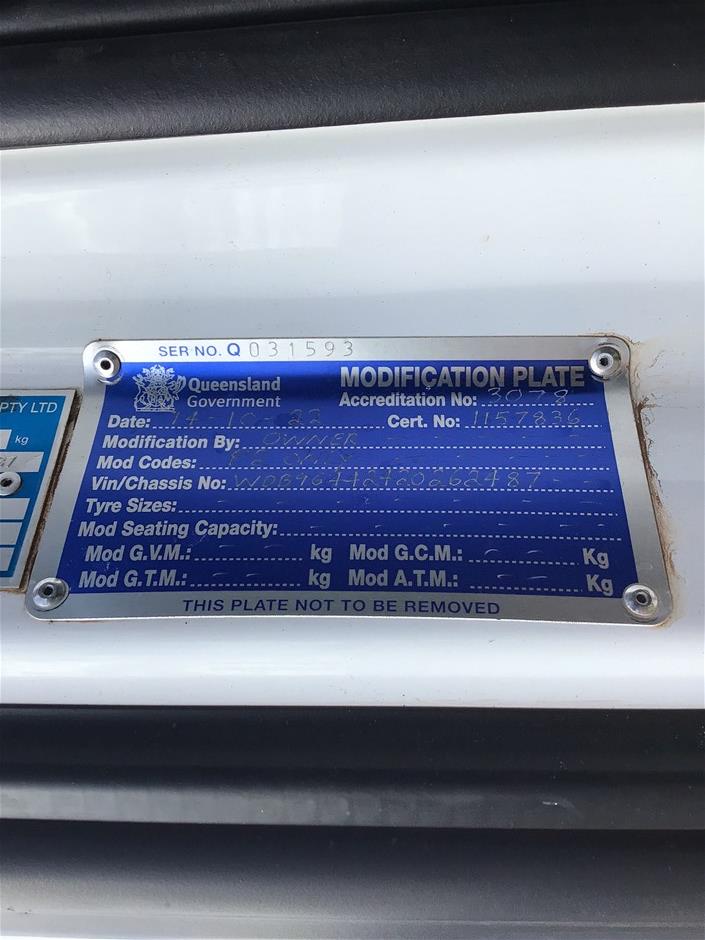 PTY LTD
kg
SER NO. Q 031593
Queensland Government
MODIFICATION PLATE
Accreditation No: 3078
Date: 14-10-22 Cert. No: 1157836
Modification By: OWNER
Mod Codes: ONLY
Vin/Chassis No:
Tyre Sizes:
Mod Seating Capacity:
Mod G.V.M.: kg Mod G.C.M.: Kg
Mod G.T.M.: kg Mod A.T.M.: Kg
THIS PLATE NOT TO BE REMOVED